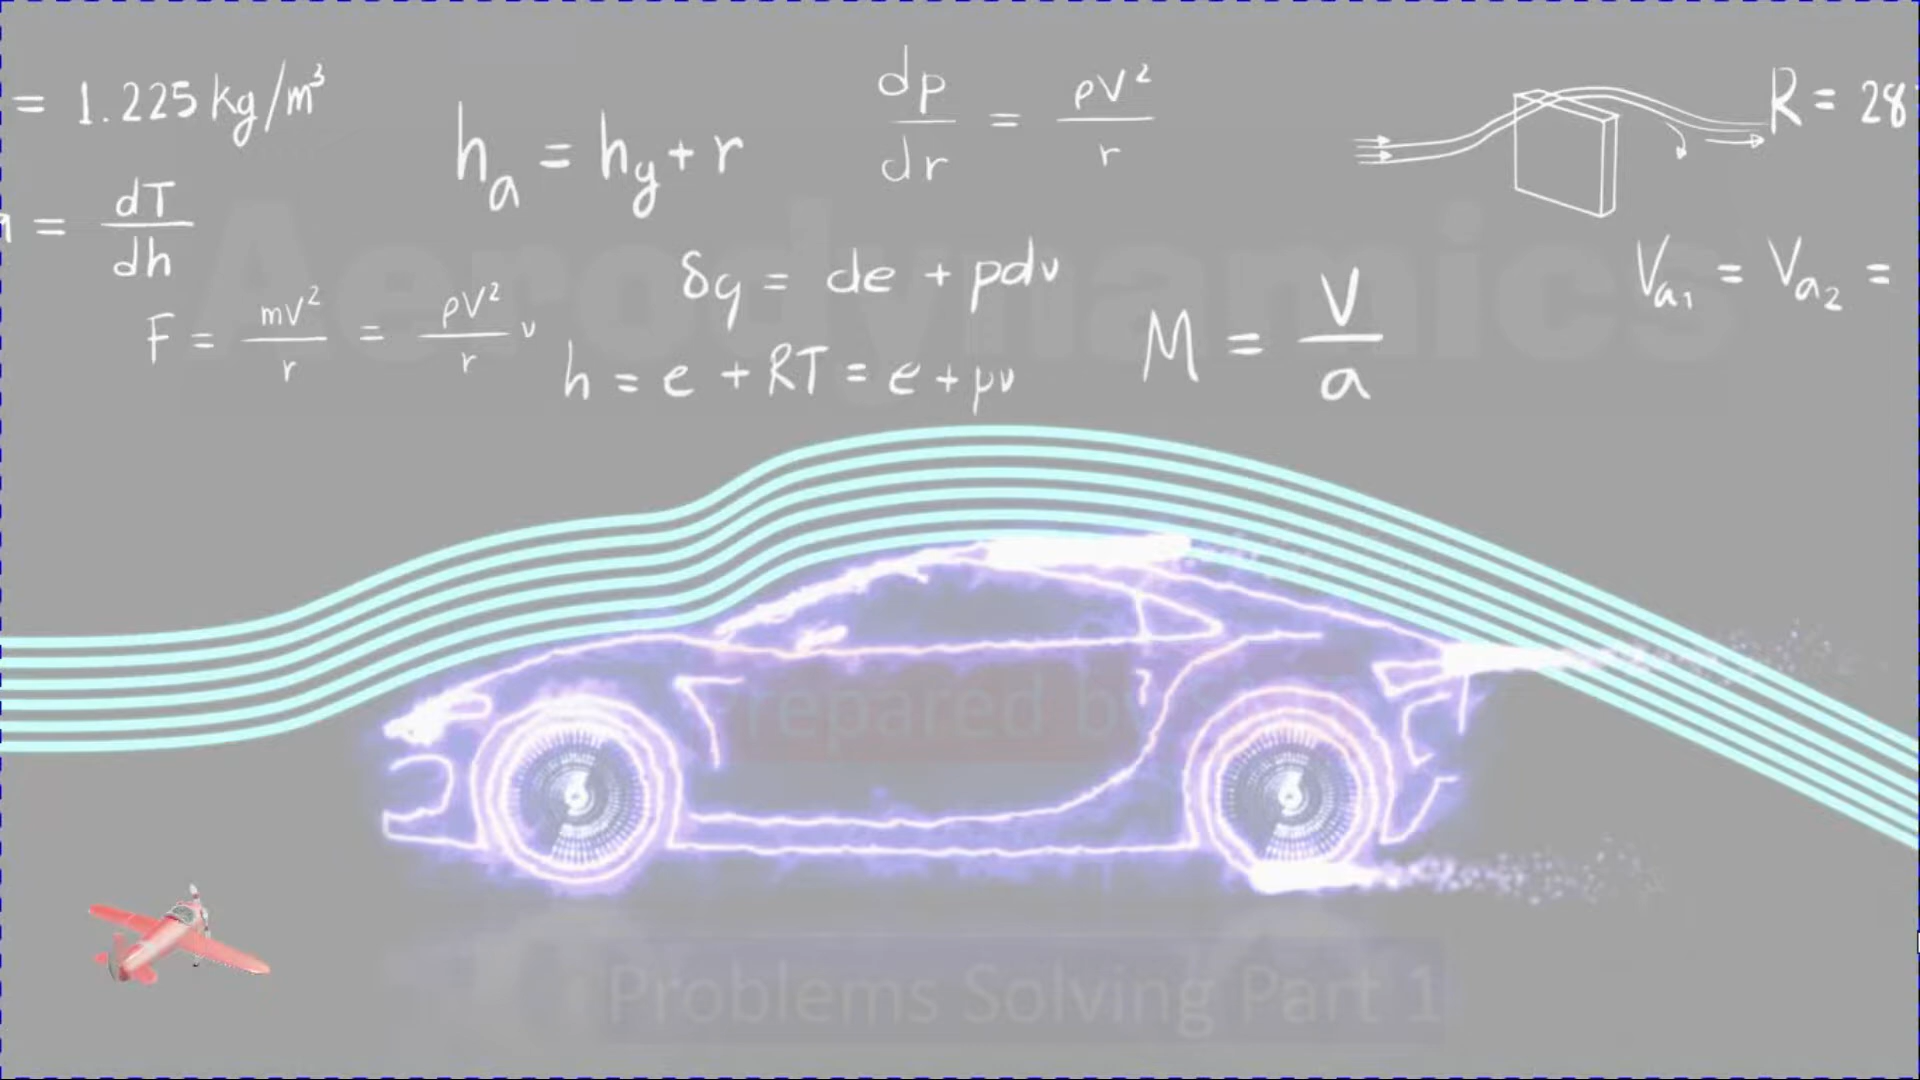 = 1.225 kg/m³
h_a = h_y + r
dp/dr = ρV²/r
R = 28
= dT/dh
Aerodynamics
δq = de + pdv
V_a₁ = V_a₂ =
F = mv²/r = ρV²/r v
h = e + RT = e + pv
M = V/a
Prepared by
Problems Solving Part 1